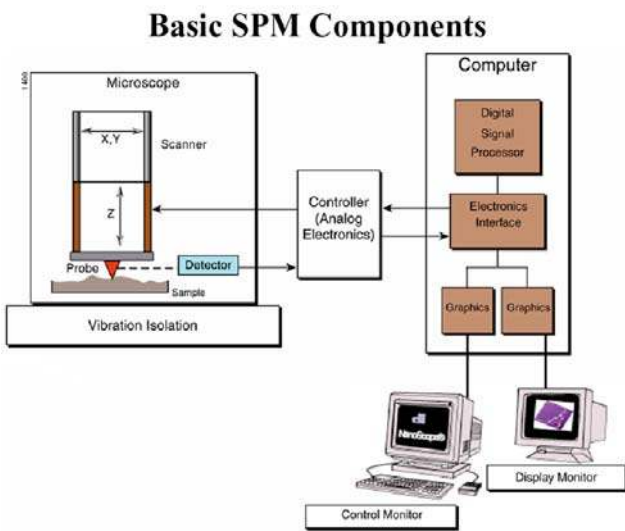 Basic SPM Components
1400
Microscope
X,Y
Scanner
Z
Probe
Detector
Sample
Vibration Isolation
Controller
(Analog
Electronics)
Computer
Digital
Signal
Processor
Electronics
Interface
Graphics
Graphics
Control Monitor
Display Monitor